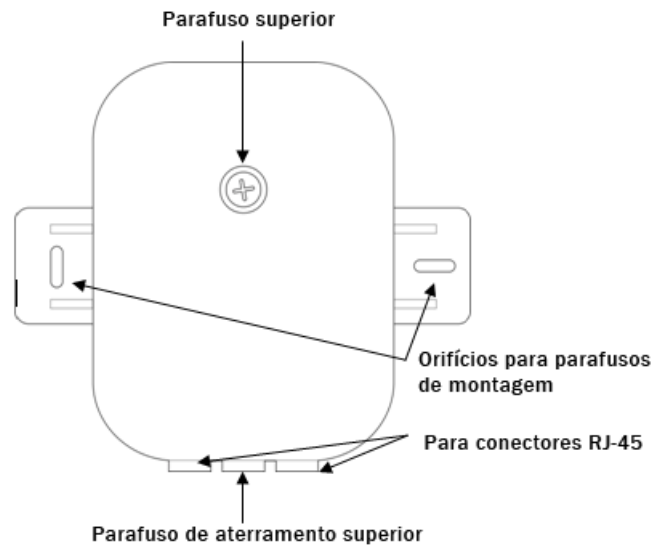 Parafuso superior
Orifícios para parafusos
de montagem
Para conectores RJ-45
Parafuso de aterramento superior